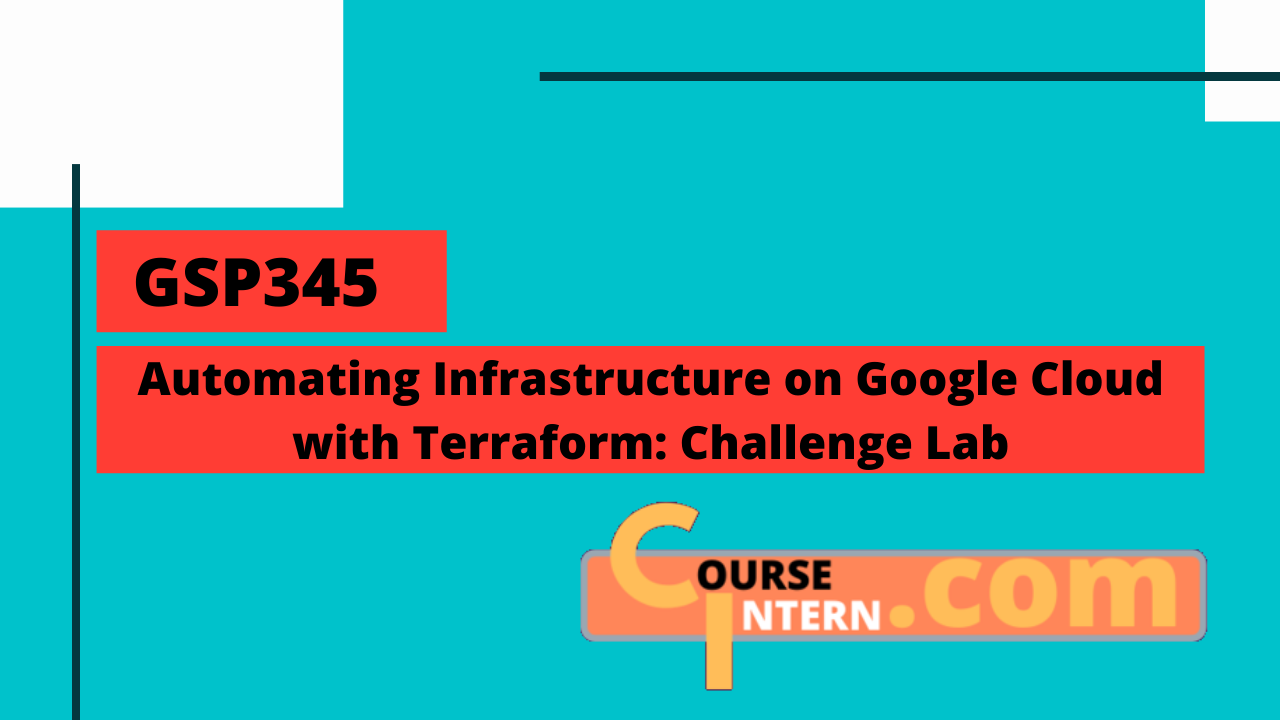 GSP345
Automating Infrastructure on Google Cloud
with Terraform: Challenge Lab
COURSE
INTERN.com